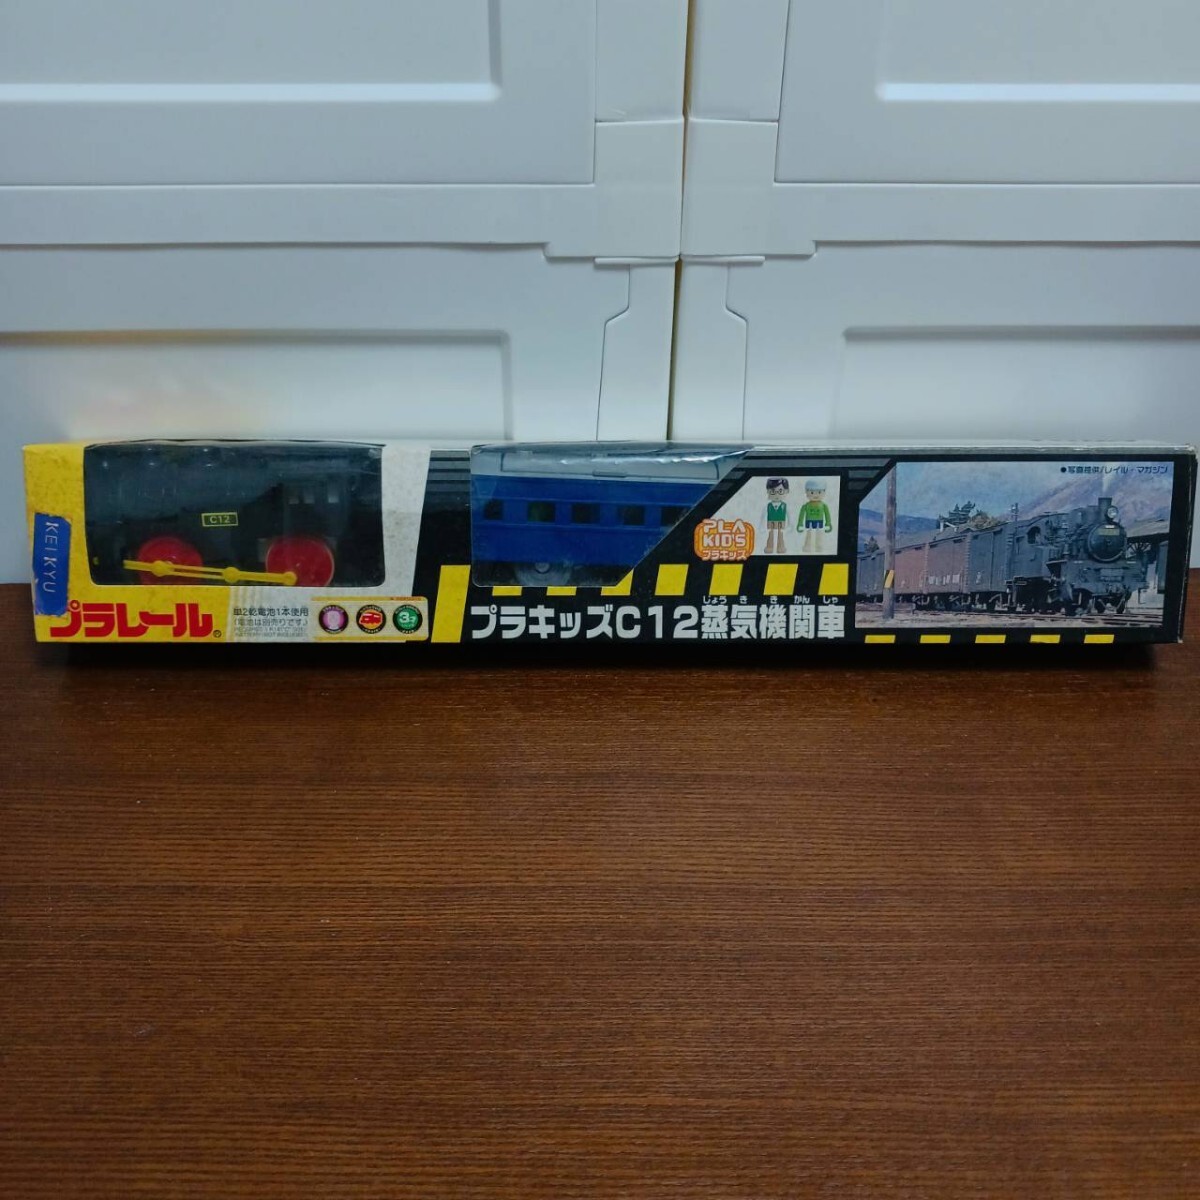 KEIKYU
C12
プラレール
単2乾電池1本使用
(電池は別売りです)
3才
PLA
KID'S
プラキッズ
じょうききかんしゃ
プラキッズC12蒸気機関車
●写真提供/レイル・マガジン